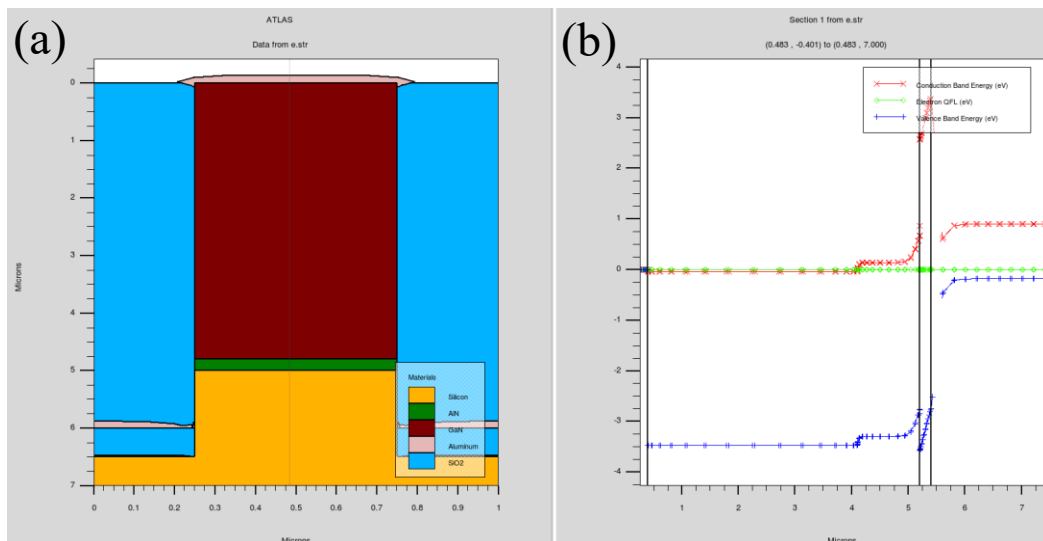 (a)
ATLAS
Data from e.str
0
1
2
3
4
5
6
7
Microns
Materials
Silicon
AlN
GaN
Aluminum
SiO2
0 0.1 0.2 0.3 0.4 0.5 0.6 0.7 0.8 0.9 1
Microns
(b)
Section 1 from e.str
(0.483 , -0.401) to (0.483 , 7.000)
Conduction Band Energy (eV)
Electron QFL (eV)
Valence Band Energy (eV)
4
3
2
1
0
-1
-2
-3
-4
1 2 3 4 5 6 7
Microns